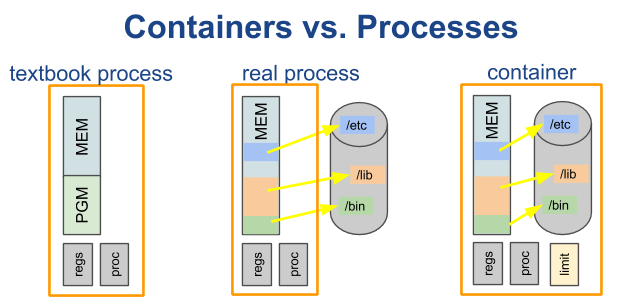 Containers vs. Processes
textbook process
real process
container
MEM
PGM
regs
proc
MEM
/etc
/lib
/bin
regs
proc
MEM
/etc
/lib
/bin
regs
proc
limit